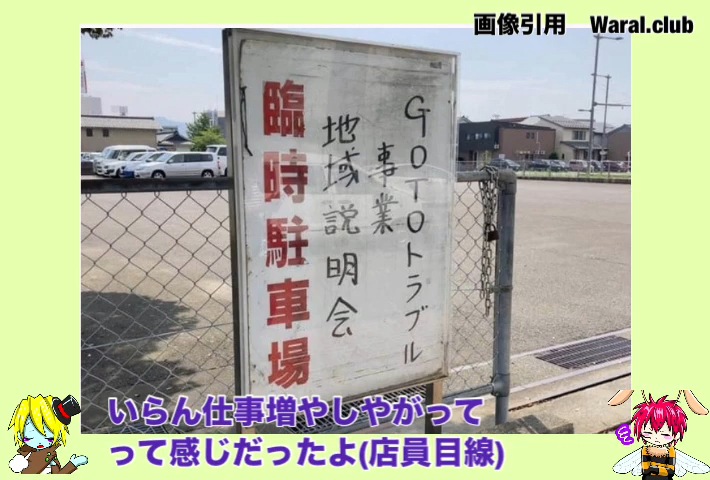 画像引用 Waral.club
GOTOトラブル
事業
地域説明会
臨時駐車場
いらん仕事増やしやがって
って感じだったよ(店員目線)